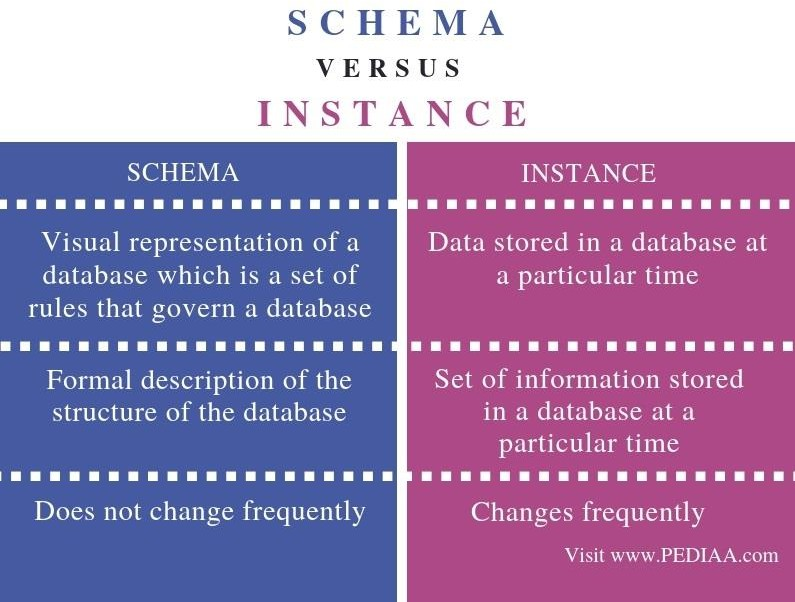 SCHEMA
VERSUS
INSTANCE
SCHEMA
Visual representation of a
database which is a set of
rules that govern a database
Formal description of the
structure of the database
Does not change frequently
INSTANCE
Data stored in a database at
a particular time
Set of information stored
in a database at a
particular time
Changes frequently
Visit www.PEDIAA.com